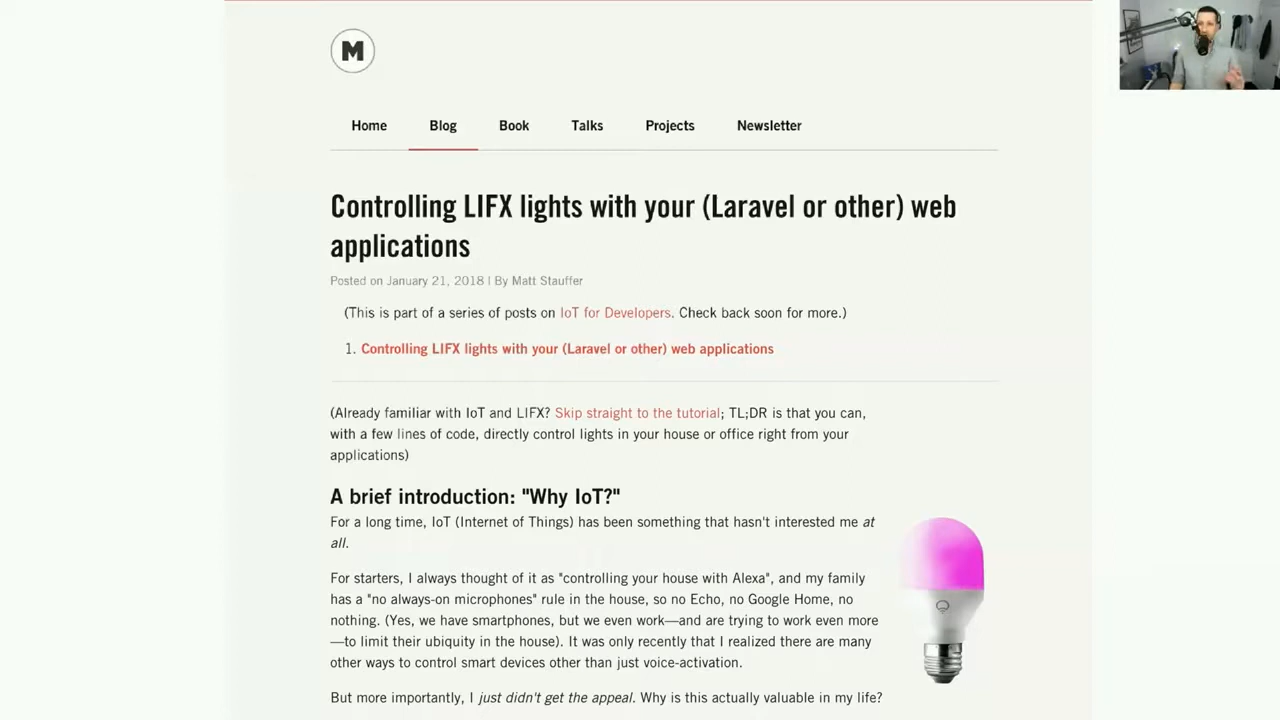 M
Home Blog Book Talks Projects Newsletter
Controlling LIFX lights with your (Laravel or other) web
applications
Posted on January 21, 2018 | By Matt Stauffer
(This is part of a series of posts on IoT for Developers. Check back soon for more.)
1. Controlling LIFX lights with your (Laravel or other) web applications
(Already familiar with IoT and LIFX? Skip straight to the tutorial; TL;DR is that you can,
with a few lines of code, directly control lights in your house or office right from your
applications)
A brief introduction: "Why IoT?"
For a long time, IoT (Internet of Things) has been something that hasn't interested me at
all.
For starters, I always thought of it as "controlling your house with Alexa", and my family
has a "no always-on microphones" rule in the house, so no Echo, no Google Home, no
nothing. (Yes, we have smartphones, but we even work—and are trying to work even more
—to limit their ubiquity in the house). It was only recently that I realized there are many
other ways to control smart devices other than just voice-activation.
But more importantly, I just didn't get the appeal. Why is this actually valuable in my life?